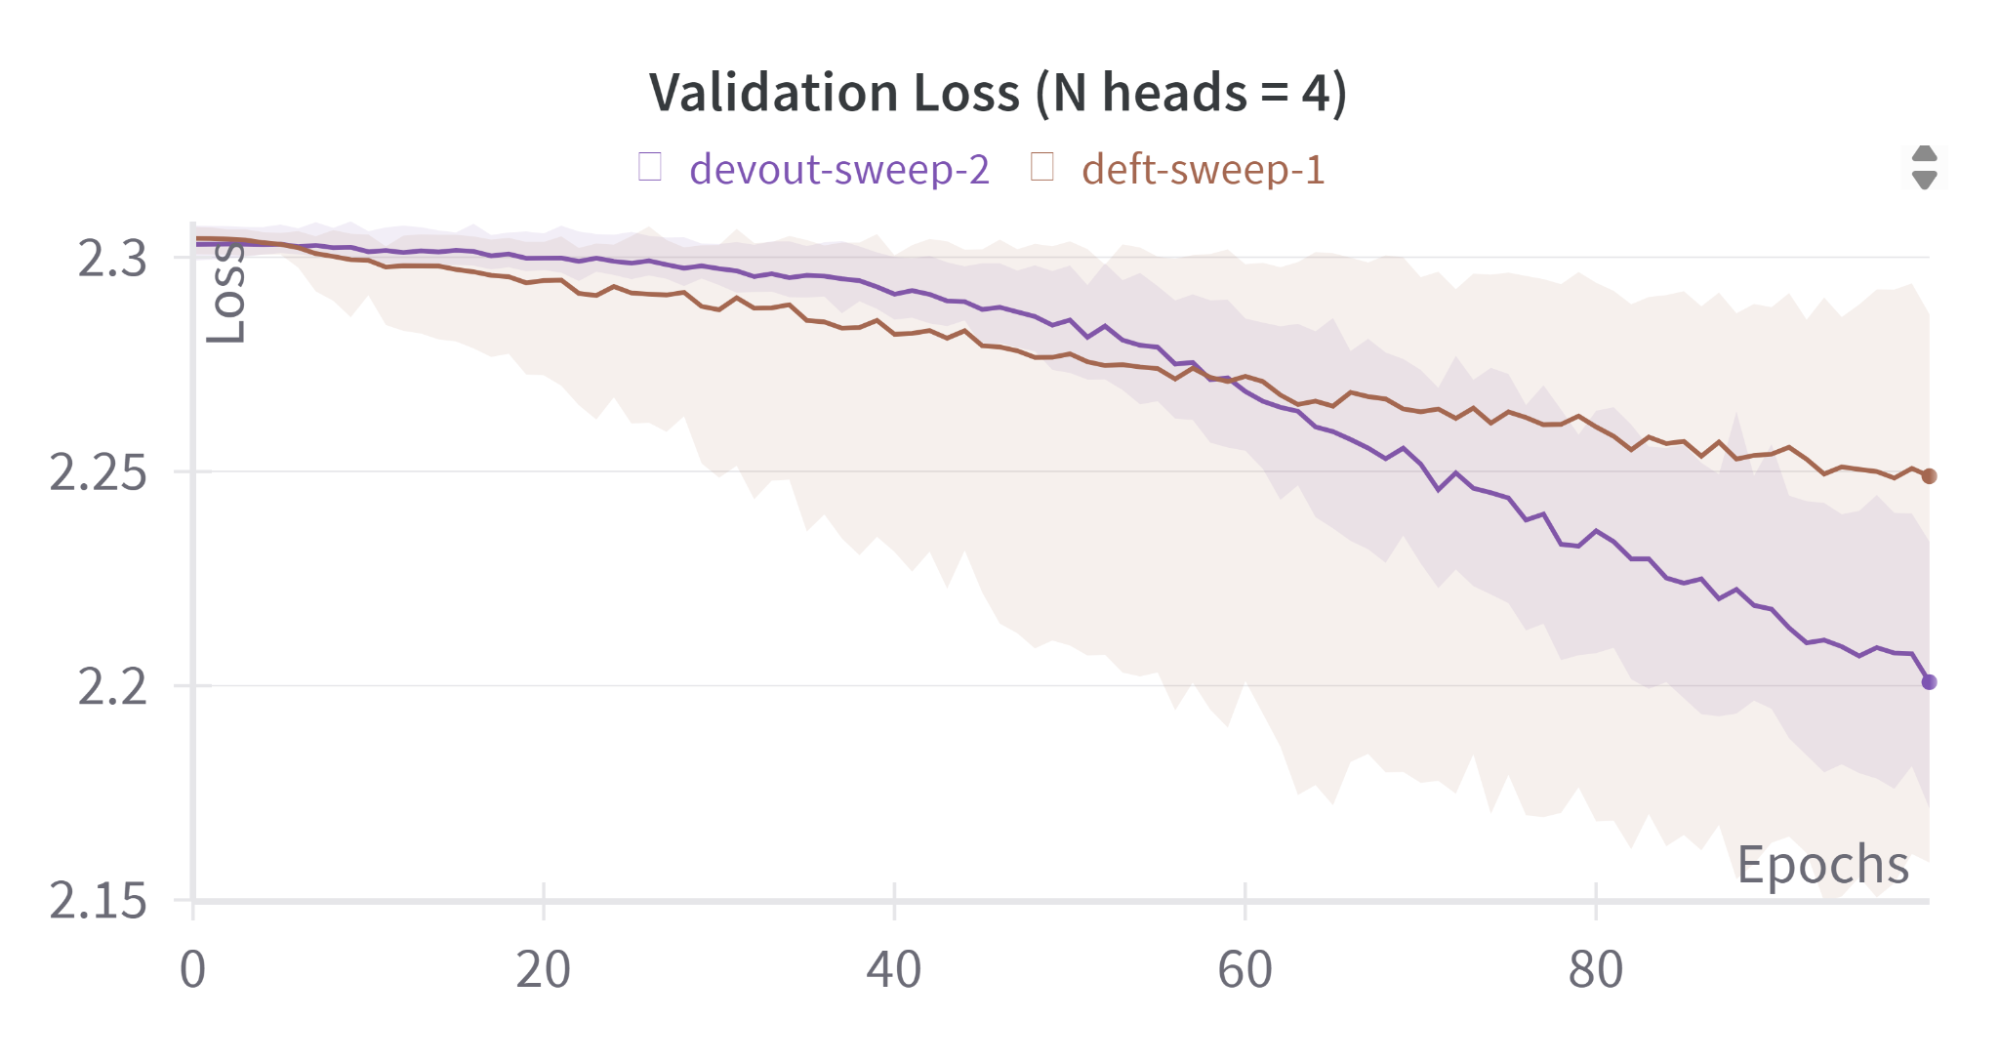 Validation Loss (N heads = 4)
devout-sweep-2 deft-sweep-1
Loss
2.3
2.25
2.2
2.15
Epochs
0 20 40 60 80